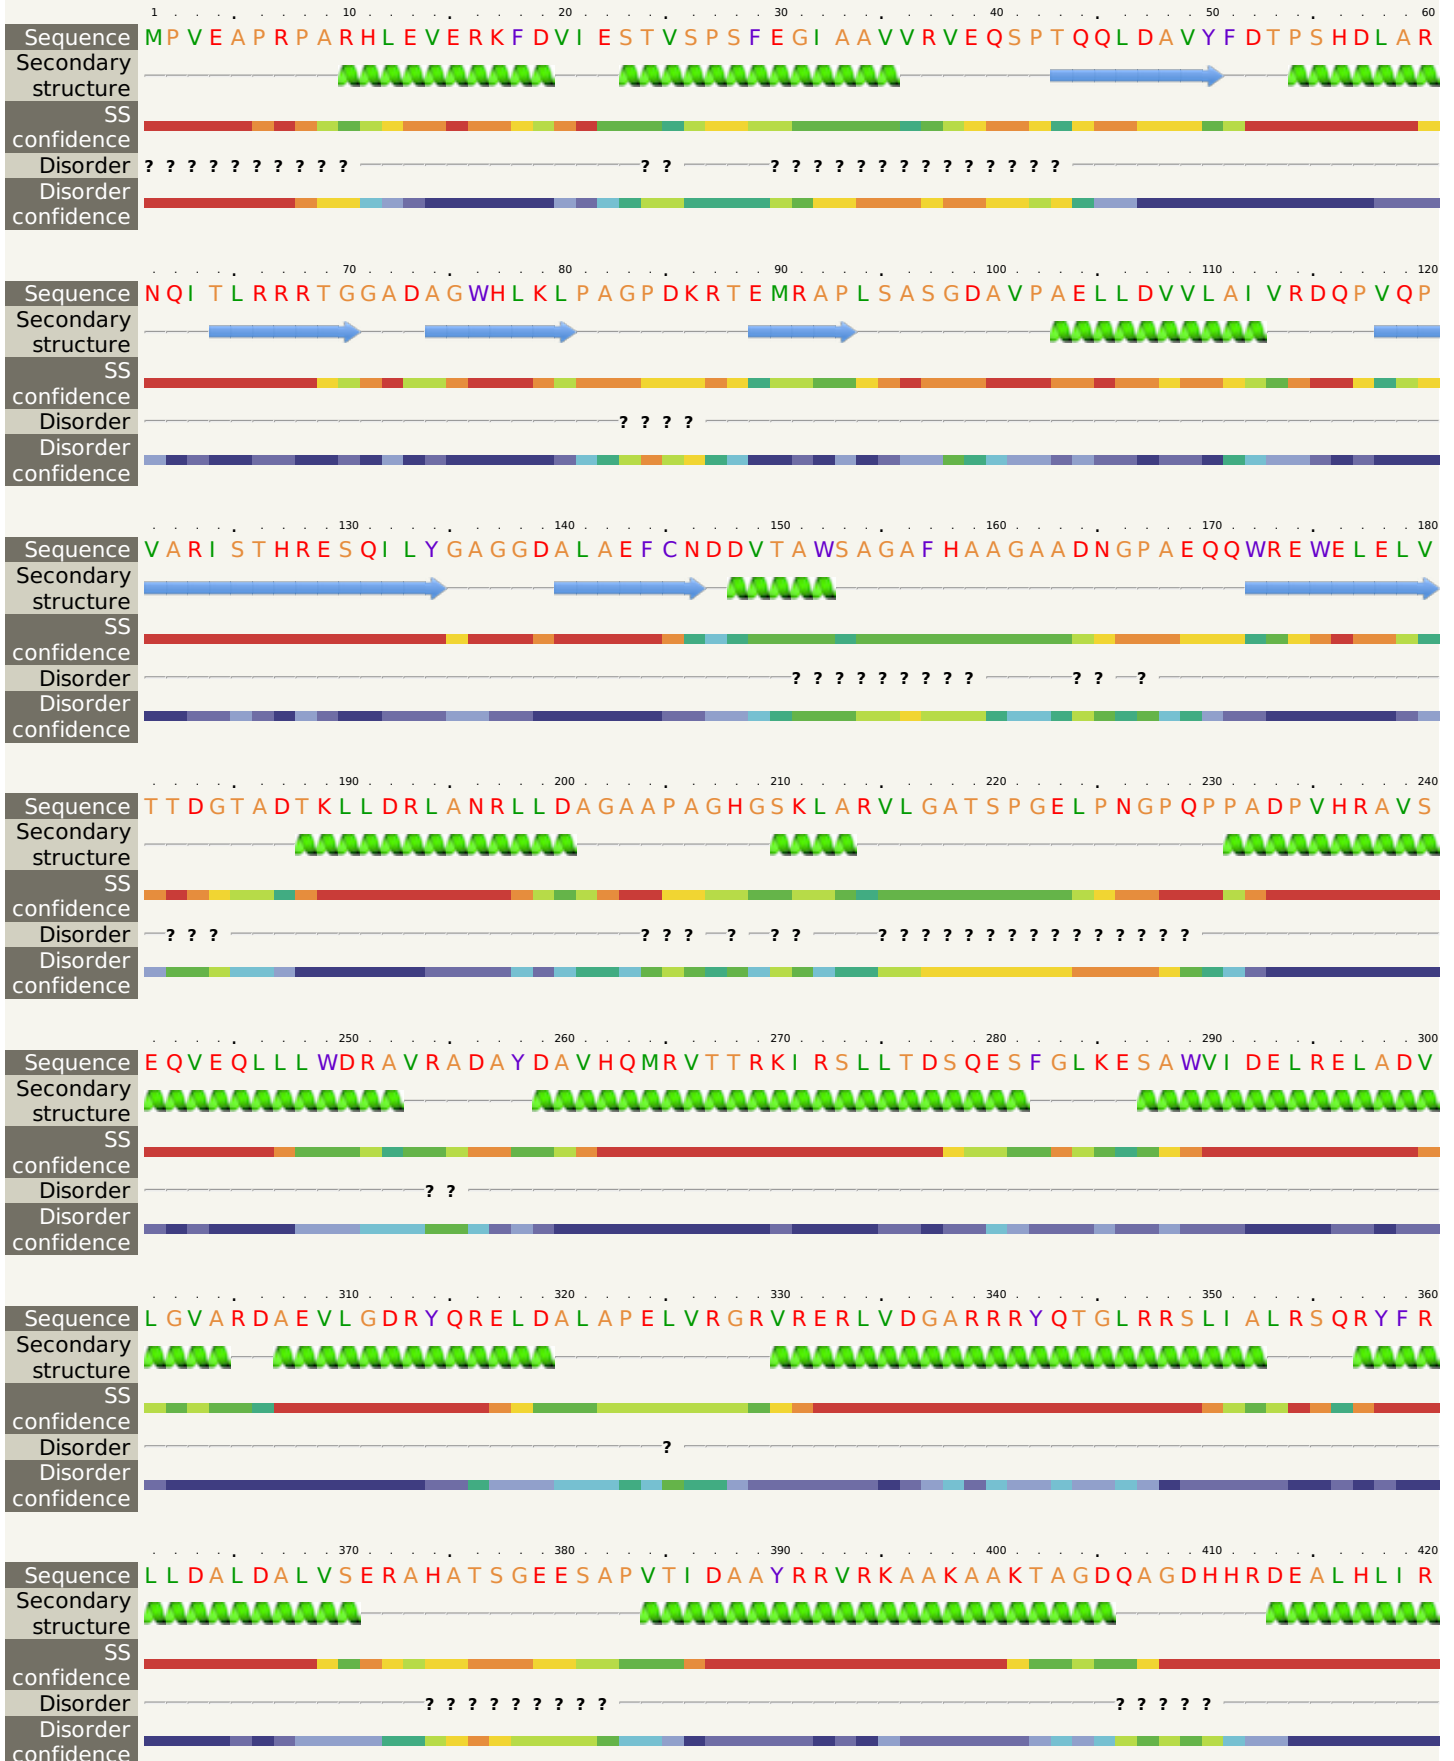 1 10 20 30 40 50 60
Sequence MPVEAPRPARHLEVERKFDVIESTVSPSFEGIAAVVRVEQSPTQQLDAVYFDTPSHDLAR
Secondary
structure
SS
confidence
Disorder ? ? ? ? ? ? ? ? ? ? ? ? ? ? ? ? ? ? ? ? ? ? ? ? ? ?
Disorder
confidence
70 80 90 100 110 120
Sequence NQITLRRRTGGADAGWHLKLPAGPDKRTEMRAPLSASGDAVPAELLDVVLAIVRDQPVQP
Secondary
structure
SS
confidence
Disorder ? ? ? ?
Disorder
confidence
130 140 150 160 170 180
Sequence VARISTHRESQILYGAGGDALAEFCNDDVTAWSAGAFHAAGAADNGPAEQQWREWELELV
Secondary
structure
SS
confidence
Disorder ? ? ? ? ? ? ? ? ? ? ? ?
Disorder
confidence
190 200 210 220 230 240
Sequence TTDGTADTKLLDRLANRLLDAGAAPAGHGSKLARVLGATSPGELPNGPQPPADPVHRAVS
Secondary
structure
SS
confidence
Disorder ? ? ? ? ? ? ? ? ? ? ? ? ? ? ? ? ? ? ? ? ? ? ? ?
Disorder
confidence
250 260 270 280 290 300
Sequence EQVEQLLLWDRAVRADAYDAVHQMRVTTRKIRSLLTDSQESFGLKESAWVIDELRELADV
Secondary
structure
SS
confidence
Disorder ? ?
Disorder
confidence
310 320 330 340 350 360
Sequence LGVARDAEVLGDRYQRELDALAPELVRGRVRERLVDGARRRYQTGLRRSLIALRSQRYFR
Secondary
structure
SS
confidence
Disorder ?
Disorder
confidence
370 380 390 400 410 420
Sequence LLDALDALVSERAHATSGEESAPVTIDAAYRRVRKAAKAAKTAGDQAGDHHRDEALHLIR
Secondary
structure
SS
confidence
Disorder ? ? ? ? ? ? ? ? ? ? ? ? ? ?
Disorder
confidence